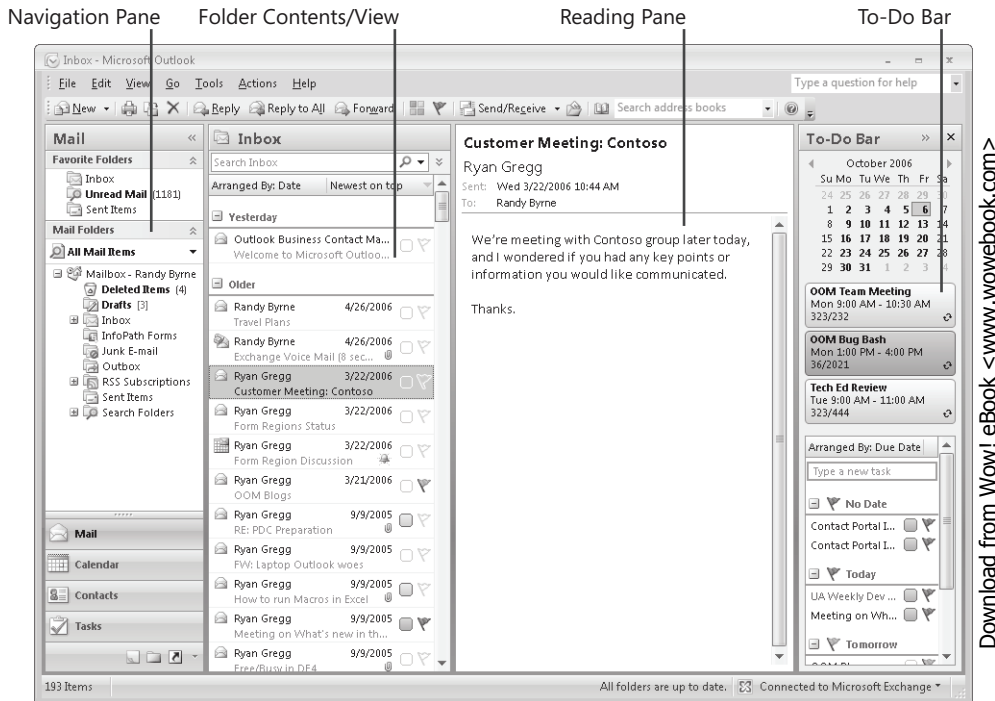 Navigation Pane
Folder Contents/View
Reading Pane
To-Do Bar
Inbox - Microsoft Outlook
File Edit View Go Tools Actions Help
Type a question for help
New Reply Reply to All Forward Send/Receive Search address books
Mail
Favorite Folders
Inbox
Unread Mail (1181)
Sent Items
Mail Folders
All Mail Items
Mailbox - Randy Byrne
Deleted Items (4)
Drafts [3]
Inbox
InfoPath Forms
Junk E-mail
Outbox
RSS Subscriptions
Sent Items
Search Folders
Mail
Calendar
Contacts
Tasks
Inbox
Search Inbox
Arranged By: Date Newest on top
Yesterday
Outlook Business Contact Ma...
Welcome to Microsoft Outloo...
Older
Randy Byrne 4/26/2006
Travel Plans
Randy Byrne 4/26/2006
Exchange Voice Mail (8 sec...
Ryan Gregg 3/22/2006
Customer Meeting: Contoso
Ryan Gregg 3/22/2006
Form Regions Status
Ryan Gregg 3/22/2006
Form Region Discussion
Ryan Gregg 3/21/2006
OOM Blogs
Ryan Gregg 9/9/2005
RE: PDC Preparation
Ryan Gregg 9/9/2005
FW: Laptop Outlook woes
Ryan Gregg 9/9/2005
How to run Macros in Excel
Ryan Gregg 9/9/2005
Meeting on What's new in th...
Ryan Gregg 9/9/2005
Free/Busy in DF4
Customer Meeting: Contoso
Ryan Gregg
Sent: Wed 3/22/2006 10:44 AM
To: Randy Byrne
We're meeting with Contoso group later today,
and I wondered if you had any key points or
information you would like communicated.
Thanks.
To-Do Bar
October 2006
Su Mo Tu We Th Fr Sa
24 25 26 27 28 29 30
1 2 3 4 5 6 7
8 9 10 11 12 13 14
15 16 17 18 19 20 21
22 23 24 25 26 27 28
29 30 31 1 2 3 4
OOM Team Meeting
Mon 9:00 AM - 10:30 AM
323/232
OOM Bug Bash
Mon 1:00 PM - 4:00 PM
36/2021
Tech Ed Review
Tue 9:00 AM - 11:00 AM
323/444
Arranged By: Due Date
Type a new task
No Date
Contact Portal I...
Contact Portal I...
Today
UA Weekly Dev ...
Meeting on Wh...
Tomorrow
193 Items
All folders are up to date. Connected to Microsoft Exchange
Download from Wow! eBook <www.wowebook.com>